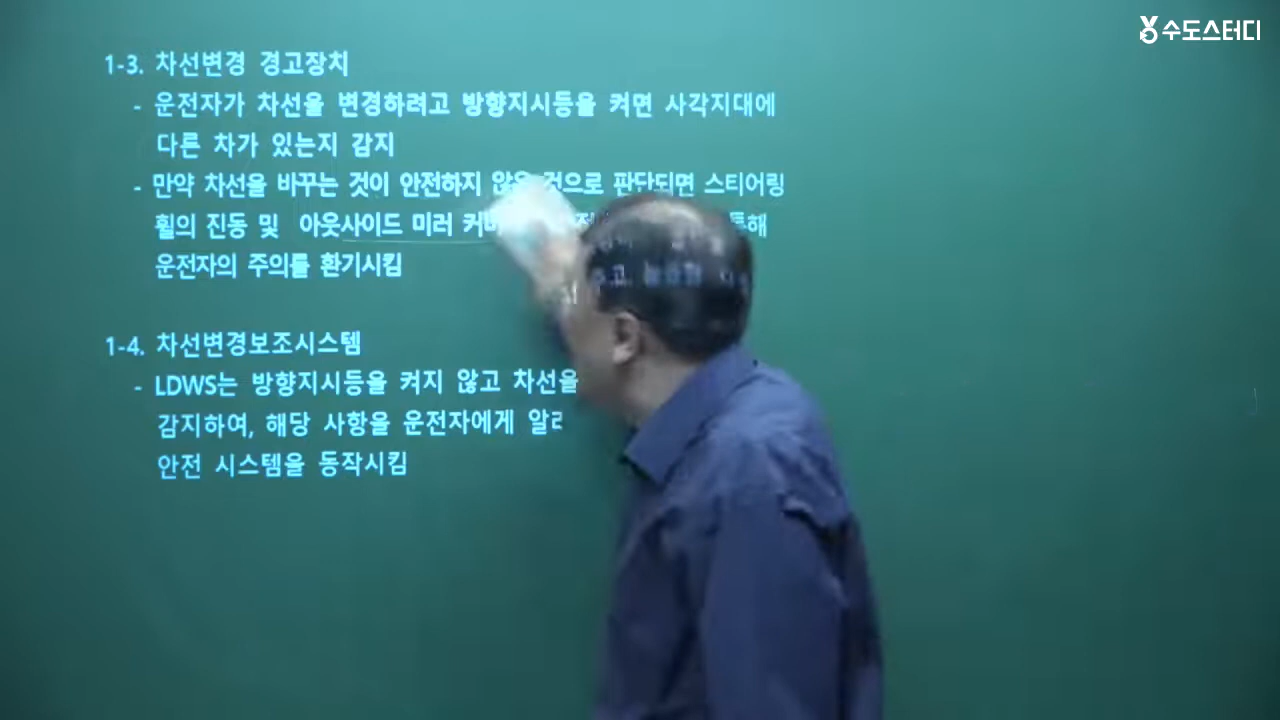 수도스터디
1-3. 차선변경 경고장치
- 운전자가 차선을 변경하려고 방향지시등을 켜면 사각지대에
다른 차가 있는지 감지
- 만약 차선을 바꾸는 것이 안전하지 않은 것으로 판단되면 스티어링
휠의 진동 및 아웃사이드 미러
운전자의 주의를 환기시킴
1-4. 차선변경보조시스템
- LDWS는 방향지시등을 켜지 않고 차선을
감지하여, 해당 사항을 운전자에게
안전 시스템을 동작시킴